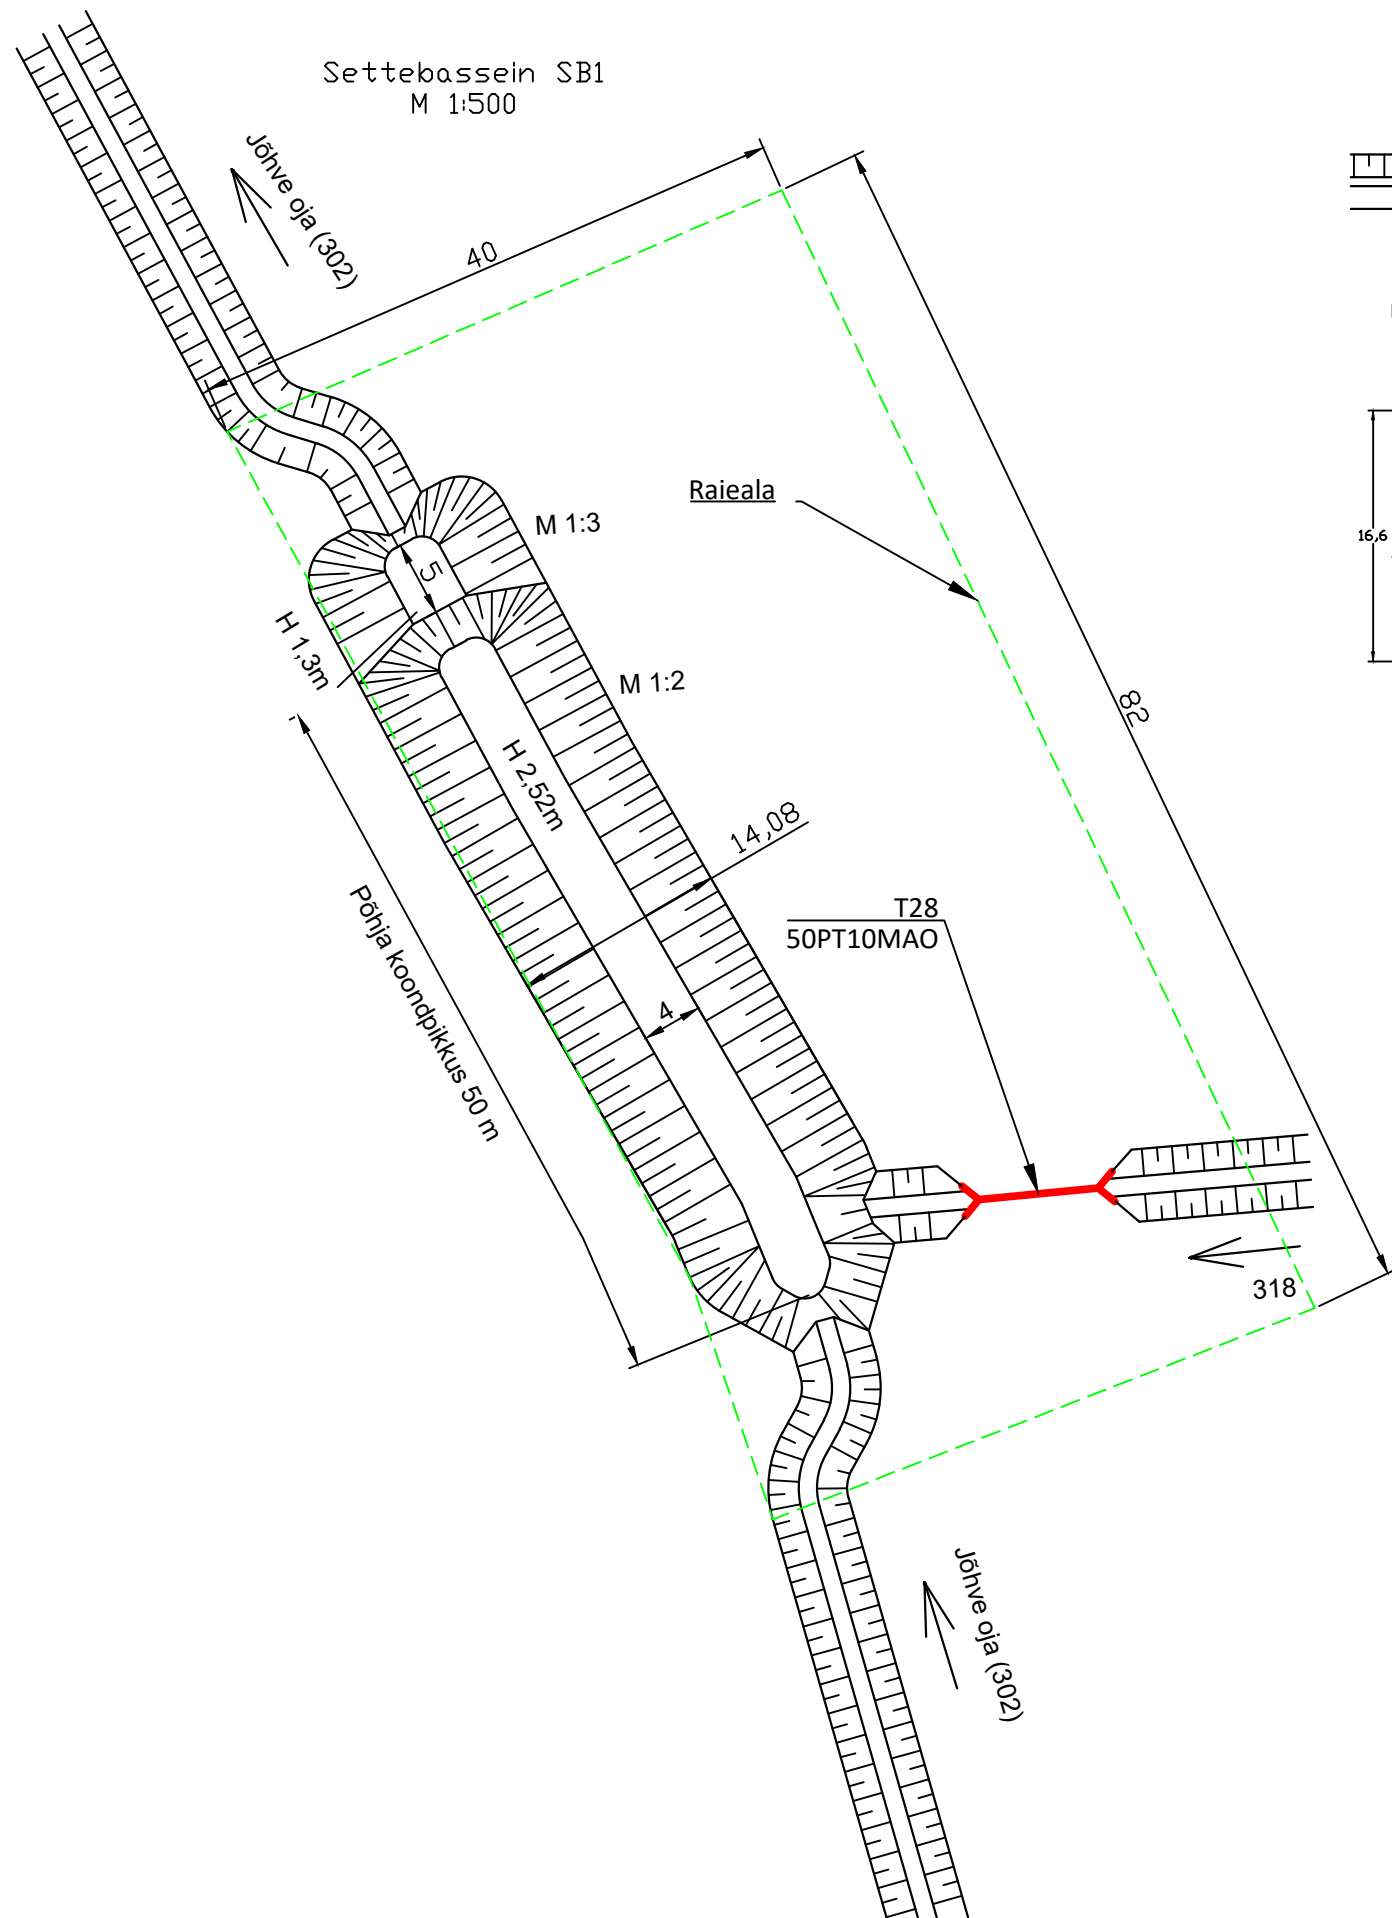 Settebassein SB1
M 1:500
Jõhve oja (302)
40
Raieala
M 1:3
16,6
5
H 1,3m
M 1:2
82
H 2,52m
14,08
T28
50PT10MAO
Põhja koondpikkus 50 m
4
318
Jõhve oja (302)